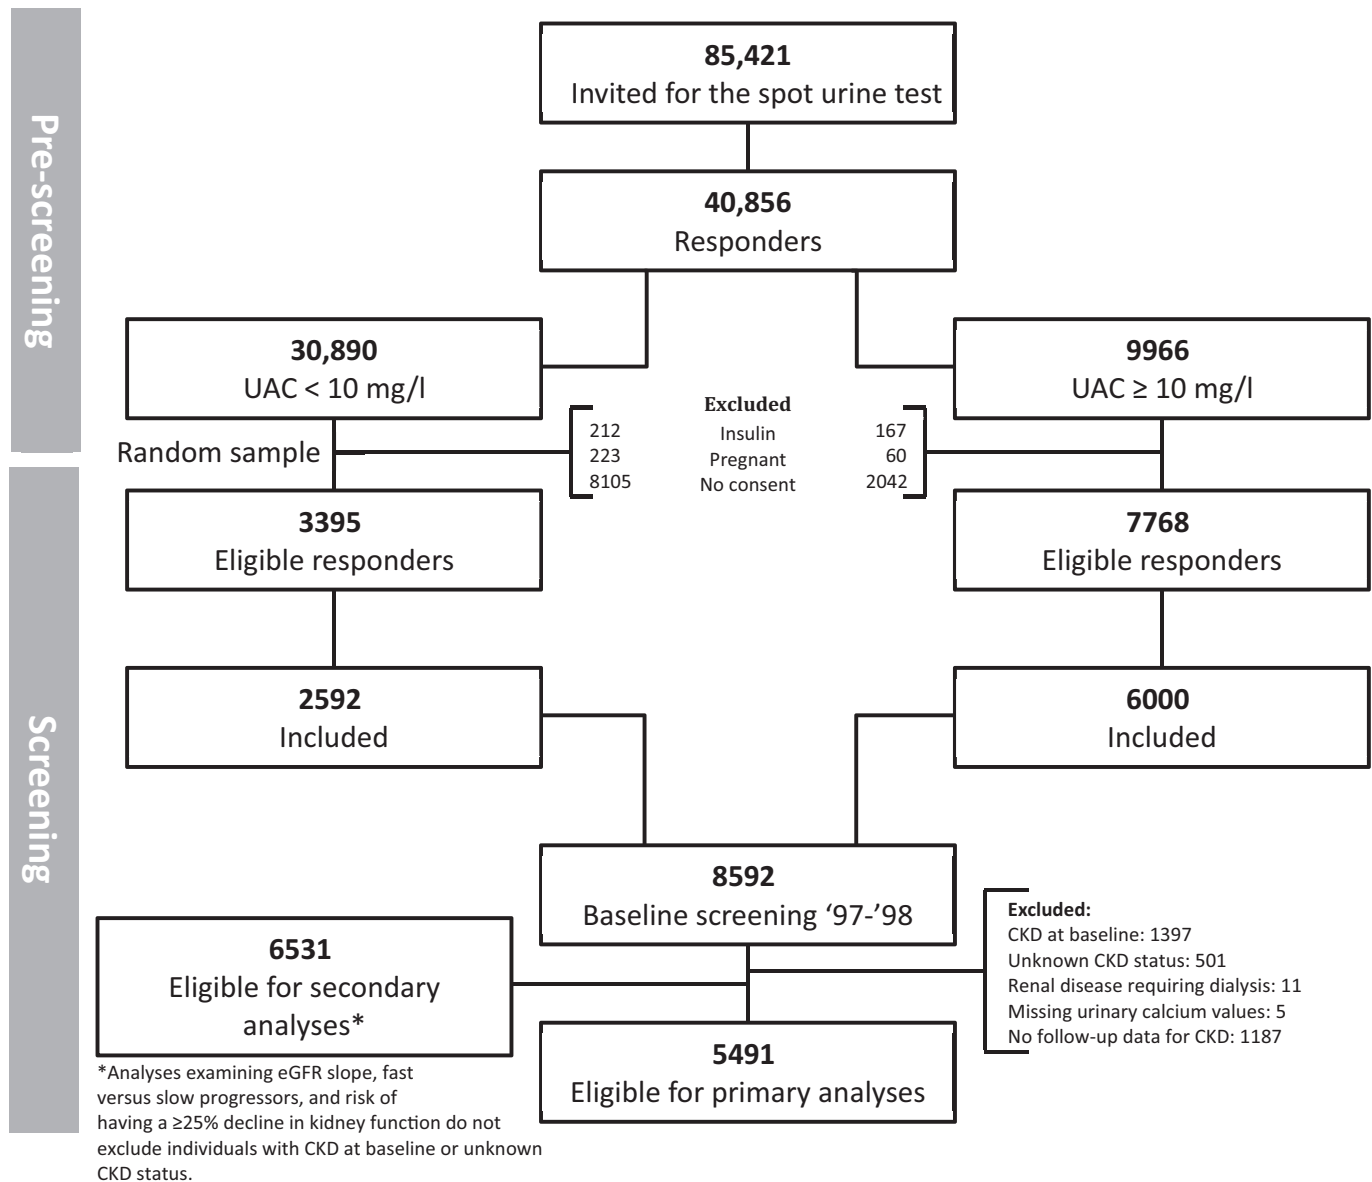 Pre-screening
85,421
Invited for the spot urine test
40,856
Responders
30,890
UAC < 10 mg/l
9966
UAC ≥ 10 mg/l
Excluded
212 Insulin 167
223 Pregnant 60
8105 No consent 2042
Random sample
3395
Eligible responders
7768
Eligible responders
Screening
2592
Included
6000
Included
8592
Baseline screening ‘97-’98
Excluded:
CKD at baseline: 1397
Unknown CKD status: 501
Renal disease requiring dialysis: 11
Missing urinary calcium values: 5
No follow-up data for CKD: 1187
6531
Eligible for secondary
analyses*
5491
Eligible for primary analyses
*Analyses examining eGFR slope, fast
versus slow progressors, and risk of
having a ≥25% decline in kidney function do not
exclude individuals with CKD at baseline or unknown
CKD status.